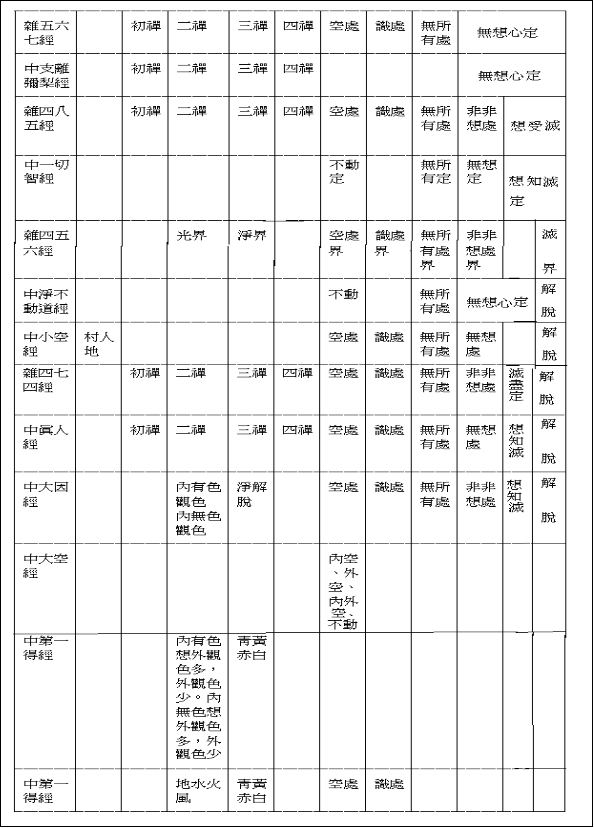 雜五六 初禪 二禪 三禪 四禪 空處 識處 無所 無想心定
七經 有處
中支離 初禪 二禪 三禪 四禪 無想心定
彌犁經
雜四八 初禪 二禪 三禪 四禪 空處 識處 無所 非非 想受滅
五經 有處 想處
中一切 不動 無所 無想 想知滅
智經 定 有定 定 定
雜四五 光界 淨界 空處 識處 無所 非非 滅
六經 界 界 有處 想處 界
界 界
中淨不 不動 無所 無想心定 解
動道經 有處 脫
中小空 村人 空處 識處 無所 無想 解
經 地 有處 處 脫
雜四七 初禪 二禪 三禪 四禪 空處 識處 無所 非非 滅盡定 解
四經 有處 想處 脫
中真人 初禪 二禪 三禪 四禪 空處 識處 無所 無想 想知滅 解
經 有處 處 脫
中大因 內有色 淨解 空處 識處 無所 非非 想知滅 解
經 觀色 脫 有處 想處 脫
內無色
觀色
中大空 內空
經 、外
空、
內外
空、
不動
中第一 內有色 青黃
得經 想外觀 赤白
色多,
外觀色
少。內
無色想
外觀色
多,外
觀色少
中第一 地水火 青黃 空處 識處
得經 風 赤白